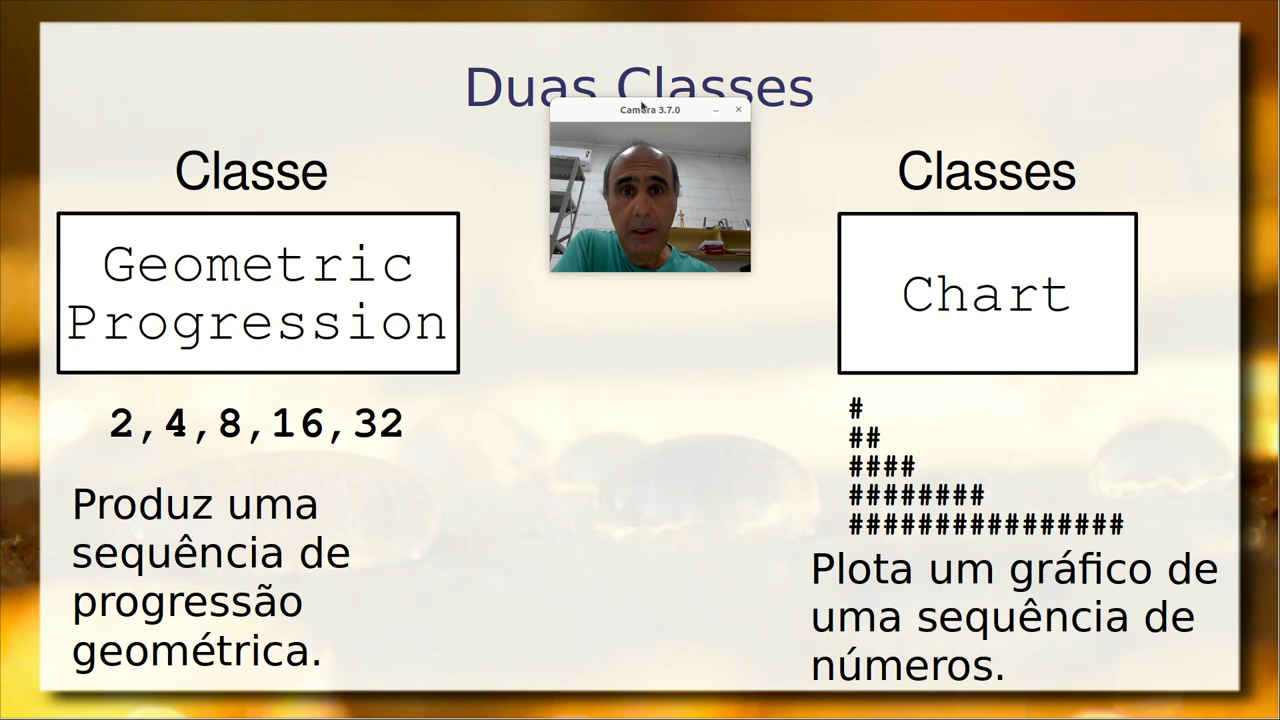 Duas Classes
Camera 3.7.0
Classe
Geometric
Progression
2,4,8,16,32
Produz uma
sequência de
progressão
geométrica.
Classes
Chart
#
##
####
########
################
Plota um gráfico de
uma sequência de
números.